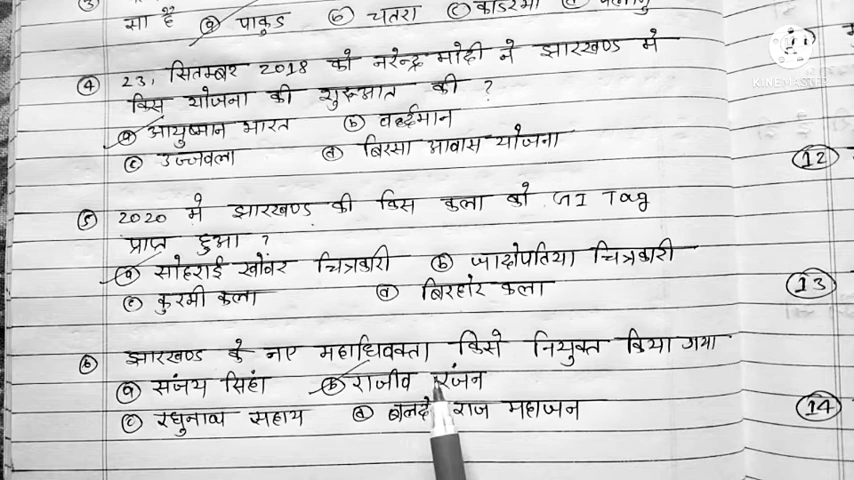 सा है (a) पाकुड (b) चतरा (c) कोडरमा (d)
(4) 23, सितम्बर 2018 को नरेन्द्र मोदी ने झारखण्ड मे
किस योजना की शुरूआत की ?
(a) आयुष्मान भारत (b) वर्द्धमान
(c) उज्जवला (d) बिरसा आवास योजना
12
(5) 2020 मे झारखण्ड की किस कला को GI Tag
प्राप्त हुआ ?
(a) सोहराई खोवर चित्रकारी (b) जादोपतिया चित्रकारी
(c) कुरमी कला (d) बिरहोर कला
13
(6) झारखण्ड के नए महाधिवक्ता किसे नियुक्त किया गया
(a) संजय सिहां (b) राजीव रंजन
(c) रघुनाथ सहाय (d) राज महाजन
14
KINEMASTER